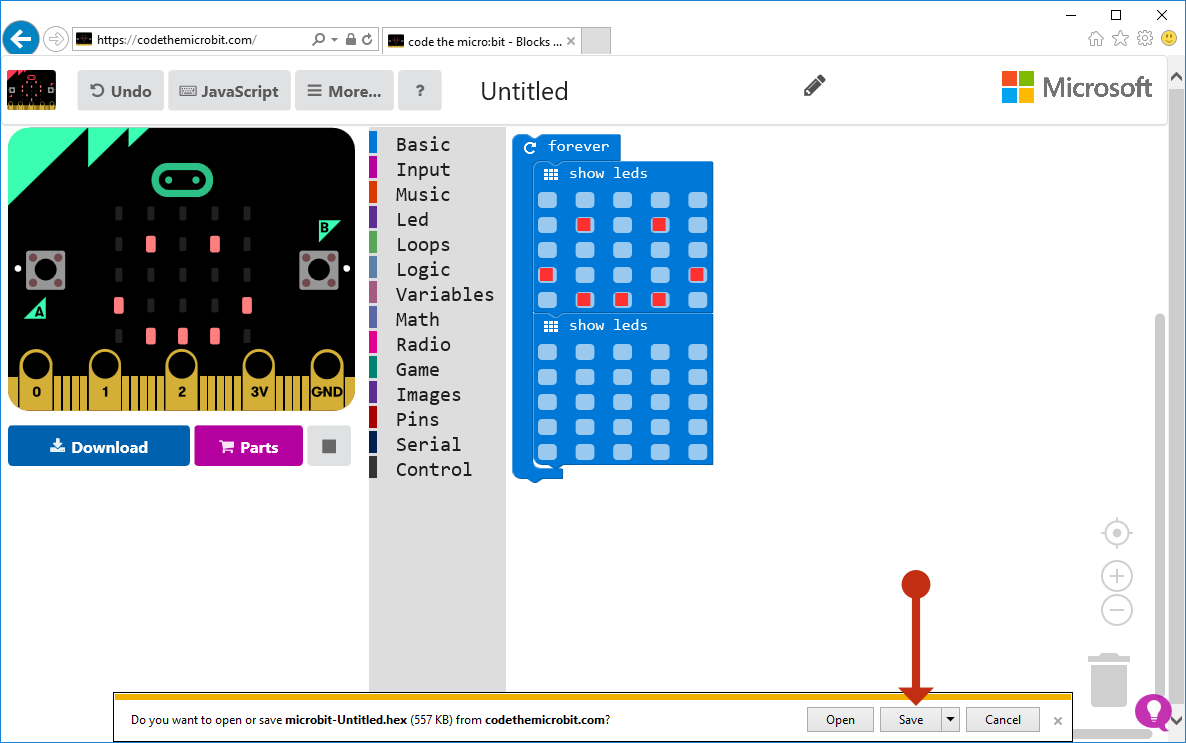 https://codethemicrobit.com/
code the micro:bit - Blocks ...
Undo
JavaScript
More...
?
Untitled
Microsoft
B
A
0 1 2 3V GND
Download
Parts
Basic
Input
Music
Led
Loops
Logic
Variables
Math
Radio
Game
Images
Pins
Serial
Control
forever
show leds
show leds
Do you want to open or save microbit-Untitled.hex (557 KB) from codethemicrobit.com?
Open
Save
Cancel